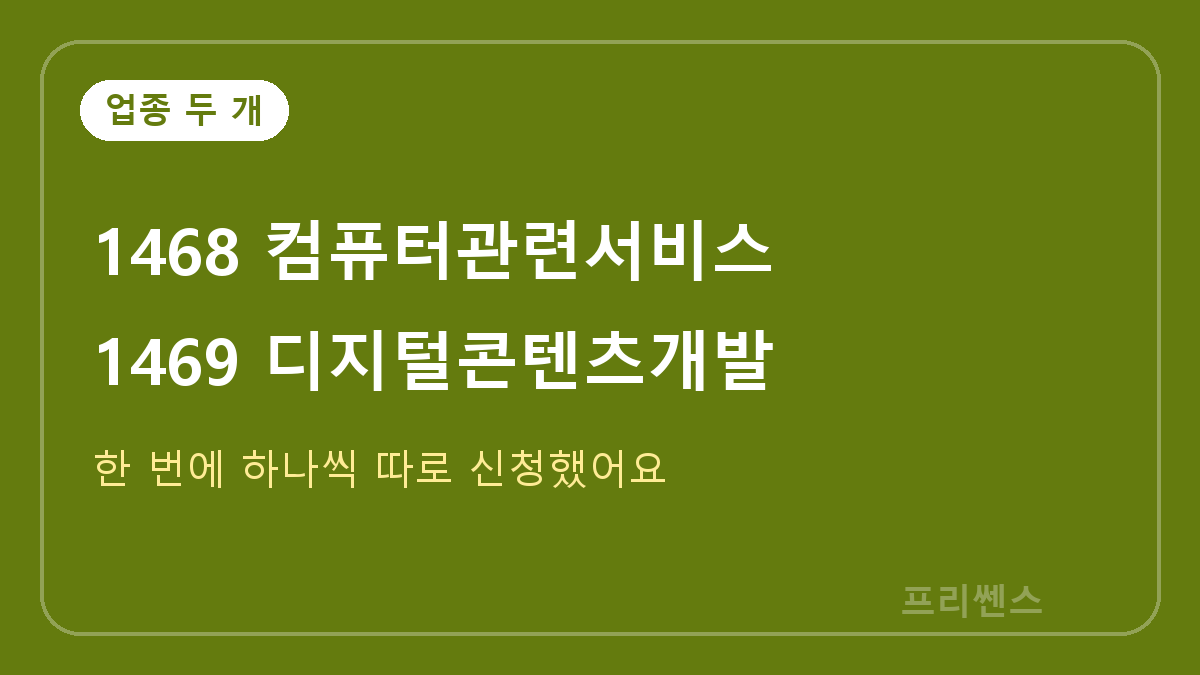 업종 두 개
1468 컴퓨터관련서비스
1469 디지털콘텐츠개발
한 번에 하나씩 따로 신청했어요
프리쎈스